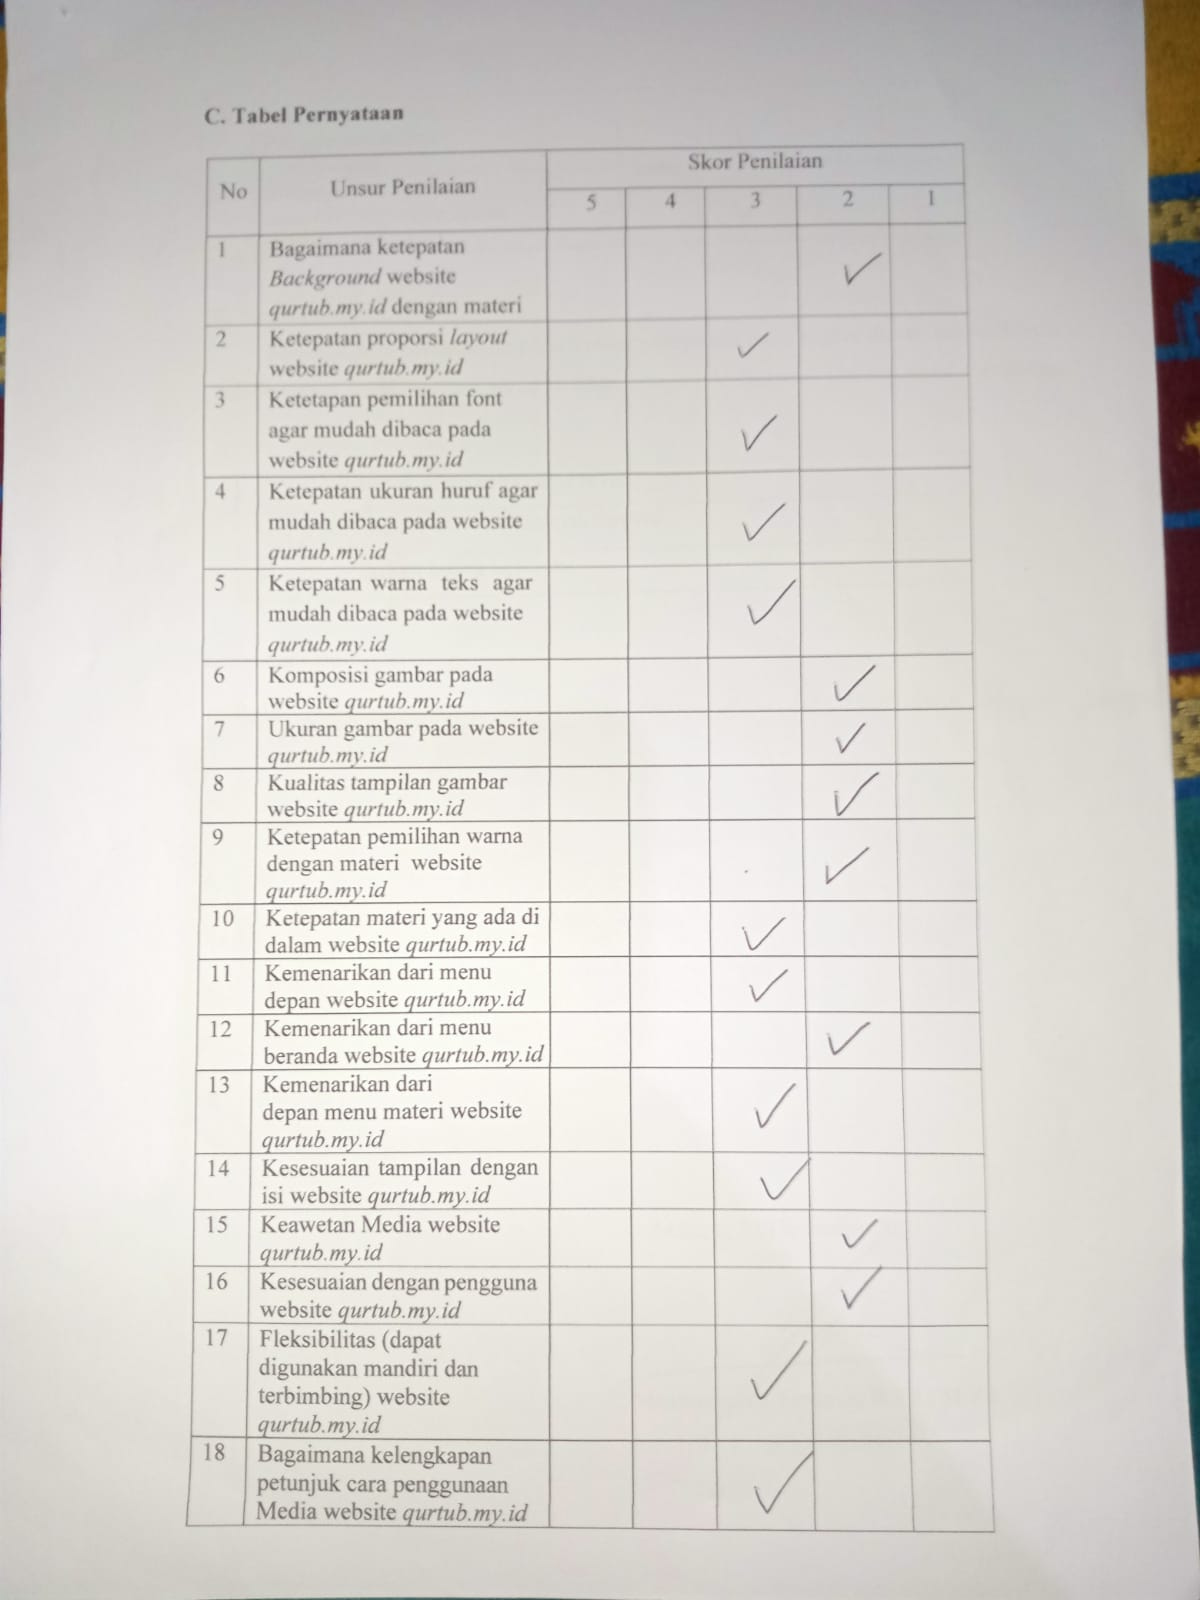 C. Tabel Pernyataan
No Unsur Penilaian Skor Penilaian
5 4 3 2 1
1 Bagaimana ketepatan
Background website
qurtub.my.id dengan materi ✓
2 Ketepatan proporsi layout
website qurtub.my.id ✓
3 Ketetapan pemilihan font
agar mudah dibaca pada
website qurtub.my.id ✓
4 Ketepatan ukuran huruf agar
mudah dibaca pada website
qurtub.my.id ✓
5 Ketepatan warna teks agar
mudah dibaca pada website
qurtub.my.id ✓
6 Komposisi gambar pada
website qurtub.my.id ✓
7 Ukuran gambar pada website
qurtub.my.id ✓
8 Kualitas tampilan gambar
website qurtub.my.id ✓
9 Ketepatan pemilihan warna
dengan materi website
qurtub.my.id ✓
10 Ketepatan materi yang ada di
dalam website qurtub.my.id ✓
11 Kemenarikan dari menu
depan website qurtub.my.id ✓
12 Kemenarikan dari menu
beranda website qurtub.my.id ✓
13 Kemenarikan dari
depan menu materi website
qurtub.my.id ✓
14 Kesesuaian tampilan dengan
isi website qurtub.my.id ✓
15 Keawetan Media website
qurtub.my.id ✓
16 Kesesuaian dengan pengguna
website qurtub.my.id ✓
17 Fleksibilitas (dapat
digunakan mandiri dan
terbimbing) website
qurtub.my.id ✓
18 Bagaimana kelengkapan
petunjuk cara penggunaan
Media website qurtub.my.id ✓